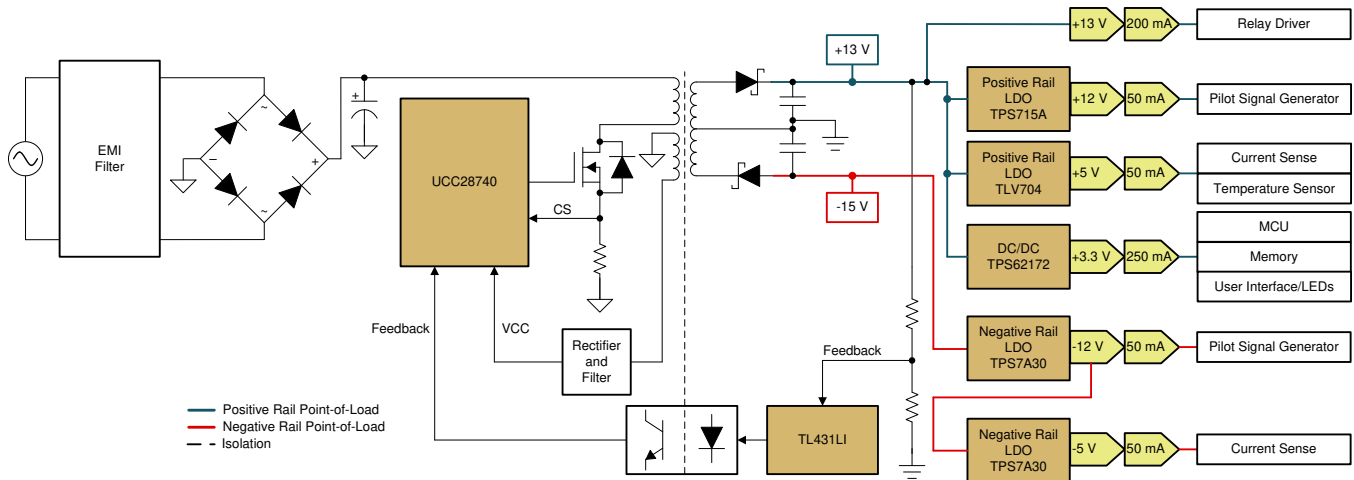 +13 V
200 mA
Relay Driver
+13 V
EMI
Filter
~
~
−
+
+
UCC28740
CS
Feedback
VCC
Rectifier
and
Filter
-15 V
Positive Rail
LDO
TPS715A
+12 V
50 mA
Pilot Signal Generator
Positive Rail
LDO
TLV704
+5 V
50 mA
Current Sense
Temperature Sensor
DC/DC
TPS62172
+3.3 V
250 mA
MCU
Memory
User Interface/LEDs
Negative Rail
LDO
TPS7A30
-12 V
50 mA
Pilot Signal Generator
Feedback
TL431LI
Negative Rail
LDO
TPS7A30
-5 V
50 mA
Current Sense
Positive Rail Point-of-Load
Negative Rail Point-of-Load
Isolation